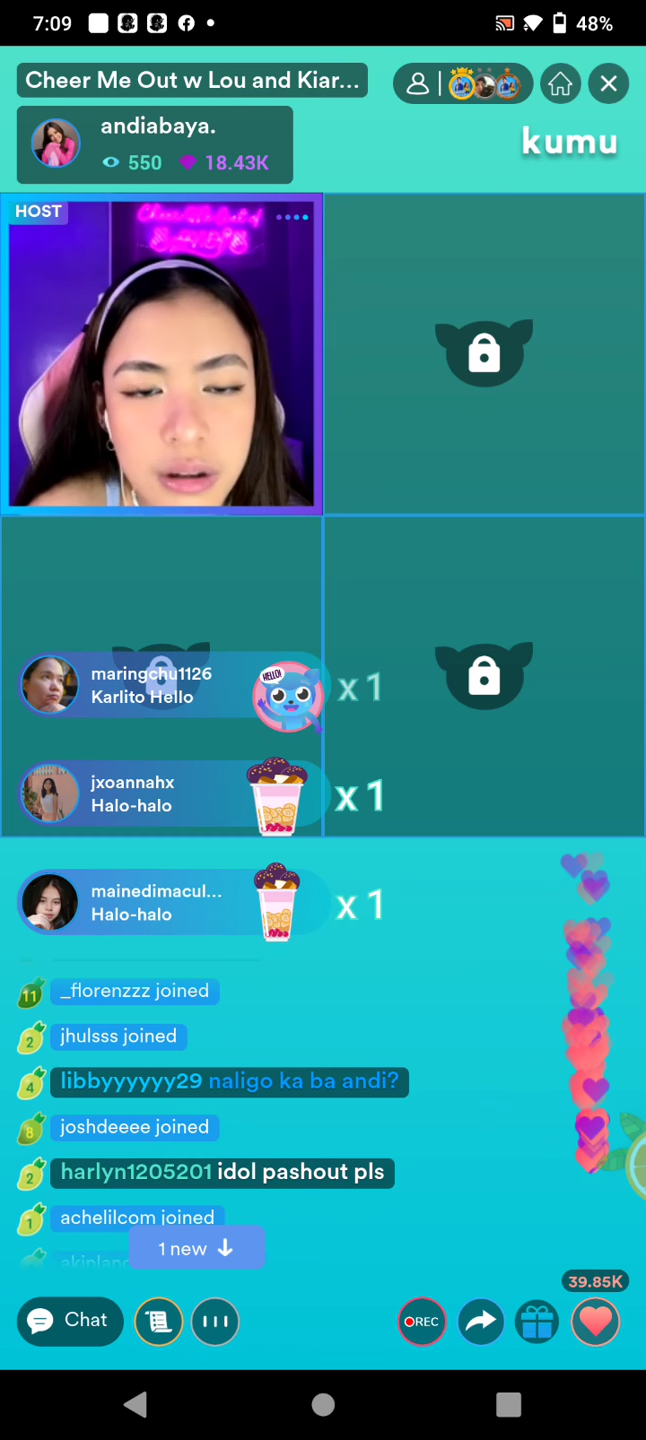 7:09
48%
Cheer Me Out w Lou and Kiar...
andiabaya.
550 18.43K
kumu
HOST
maringchu1126
Karlito Hello
HELLO!
x 1
jxoannahx
Halo-halo
x 1
mainedimacul...
Halo-halo
x 1
11 _florenzzz joined
2 jhulsss joined
4 libbyyyyyy29 naligo ka ba andi?
8 joshdeeee joined
2 harlyn1205201 idol pashout pls
1 achelilcom joined
1 new
39.85K
Chat
REC